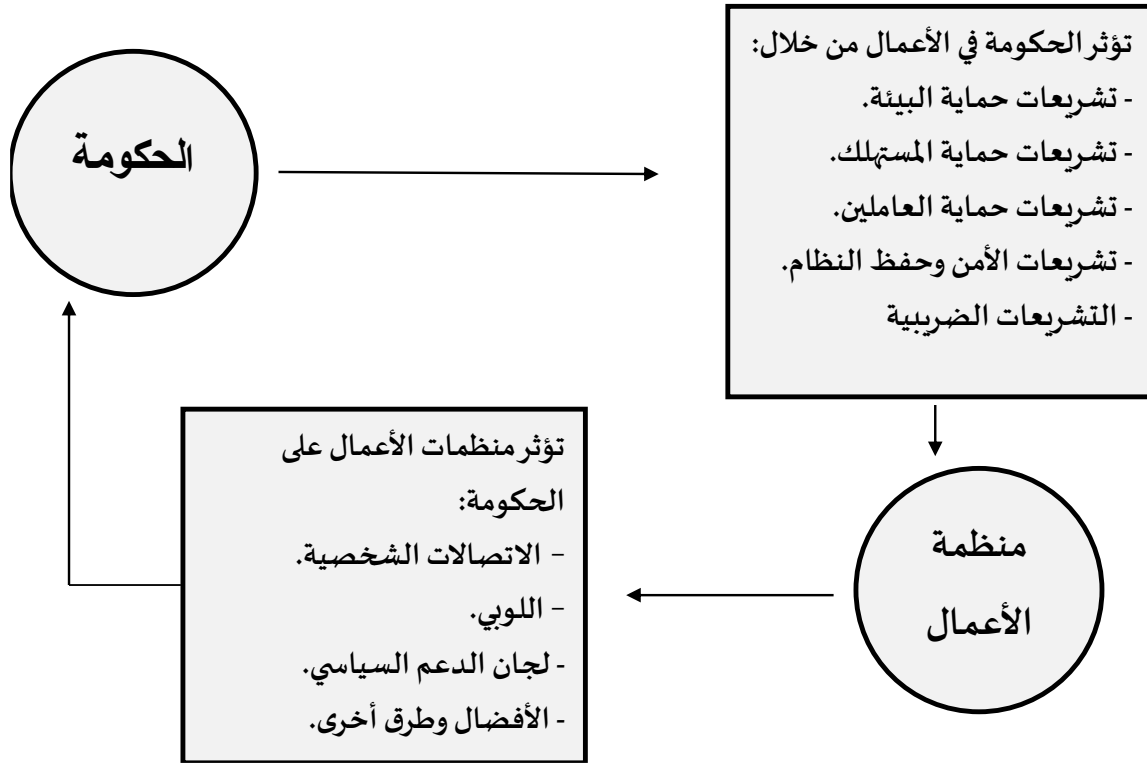 الحكومة
تؤثر الحكومة في الأعمال من خلال:
- تشريعات حماية البيئة.
- تشريعات حماية المستهلك.
- تشريعات حماية العاملين.
- تشريعات الأمن وحفظ النظام.
- التشريعات الضريبية
منظمة
الأعمال
تؤثر منظمات الأعمال على
الحكومة:
– الاتصالات الشخصية.
– اللوبي.
- لجان الدعم السياسي.
- الأفضال وطرق أخرى.